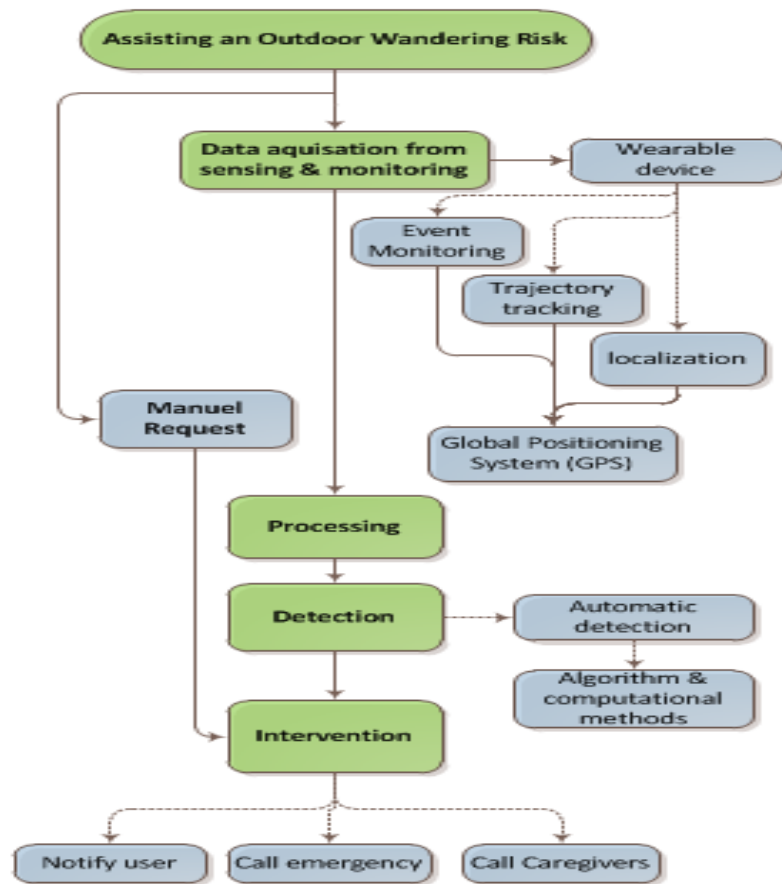 Assisting an Outdoor Wandering Risk
Data aquisation from
sensing & monitoring
Wearable
device
Event
Monitoring
Trajectory
tracking
localization
Manuel
Request
Global Positioning
System (GPS)
Processing
Detection
Automatic
detection
Algorithm &
computational
methods
Intervention
Notify user
Call emergency
Call Caregivers